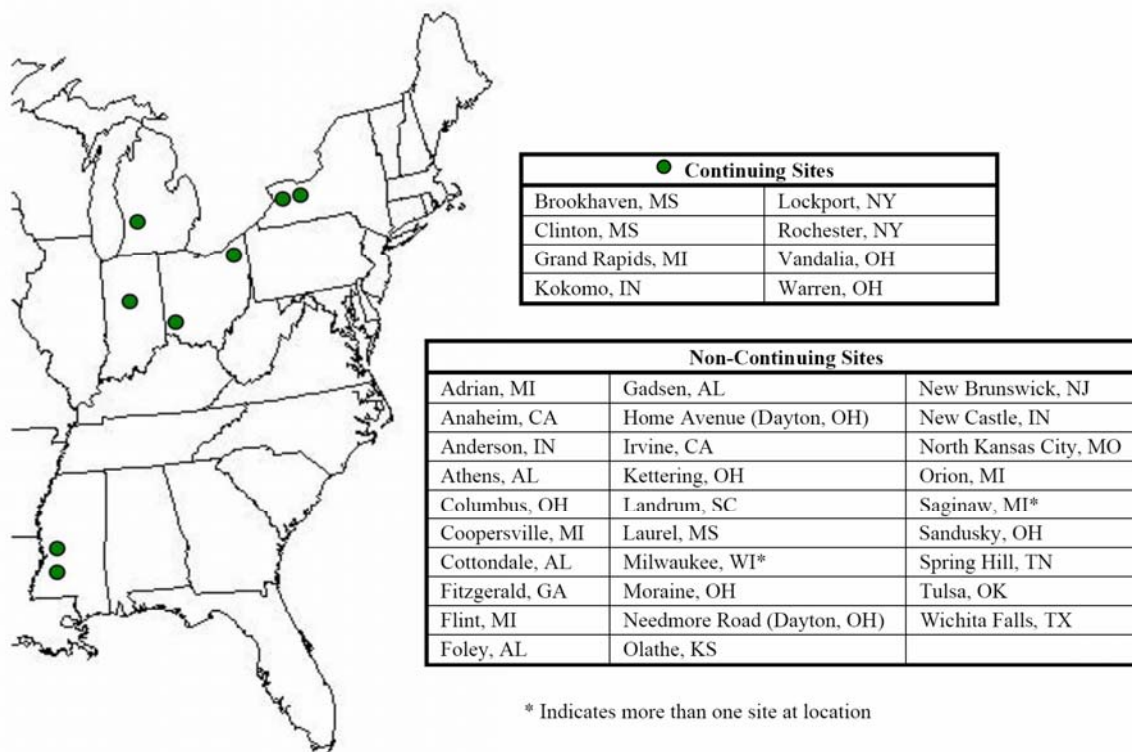 Continuing Sites
Brookhaven, MS Lockport, NY
Clinton, MS Rochester, NY
Grand Rapids, MI Vandalia, OH
Kokomo, IN Warren, OH
Non-Continuing Sites
Adrian, MI Gadsen, AL New Brunswick, NJ
Anaheim, CA Home Avenue (Dayton, OH) New Castle, IN
Anderson, IN Irvine, CA North Kansas City, MO
Athens, AL Kettering, OH Orion, MI
Columbus, OH Landrum, SC Saginaw, MI*
Coopersville, MI Laurel, MS Sandusky, OH
Cottondale, AL Milwaukee, WI* Spring Hill, TN
Fitzgerald, GA Moraine, OH Tulsa, OK
Flint, MI Needmore Road (Dayton, OH) Wichita Falls, TX
Foley, AL Olathe, KS
* Indicates more than one site at location